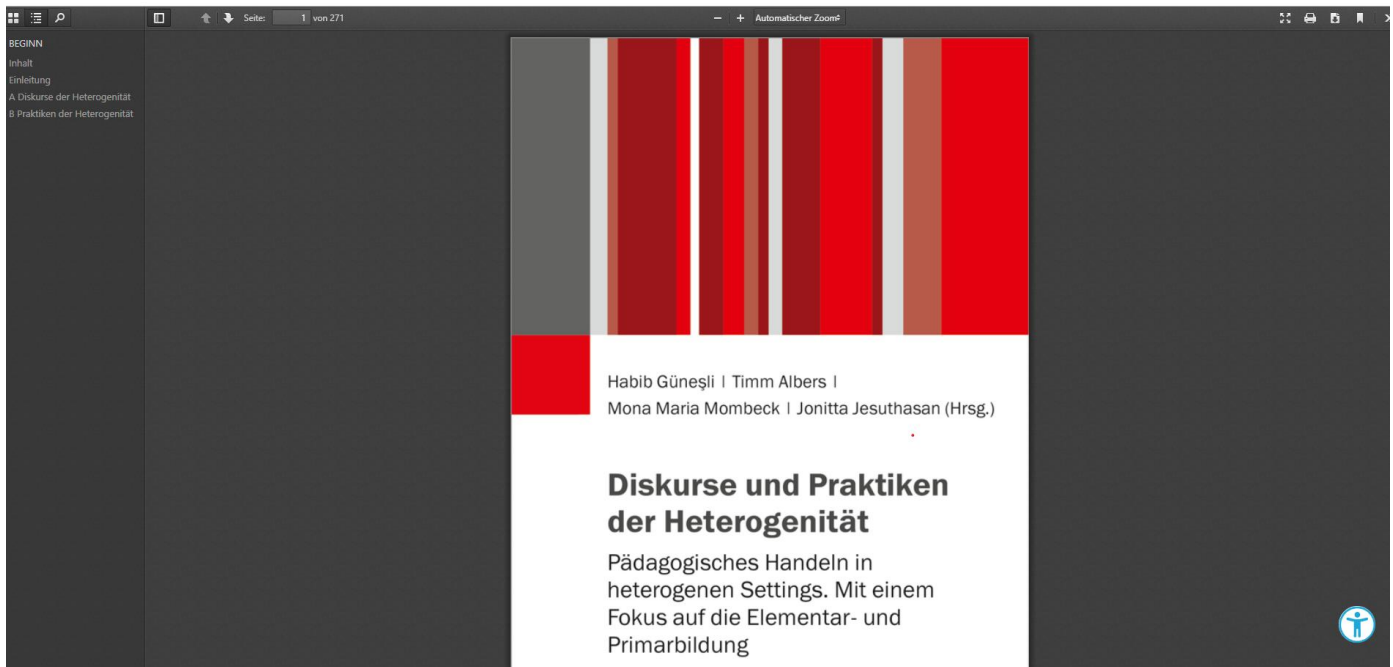 Seite: 1 von 271
Automatischer Zoom
BEGINN
Inhalt
Einleitung
A Diskurse der Heterogenität
B Praktiken der Heterogenität
Habib Güneşli | Timm Albers |
Mona Maria Mombeck | Jonitta Jesuthasan (Hrsg.)
Diskurse und Praktiken
der Heterogenität
Pädagogisches Handeln in
heterogenen Settings. Mit einem
Fokus auf die Elementar- und
Primarbildung